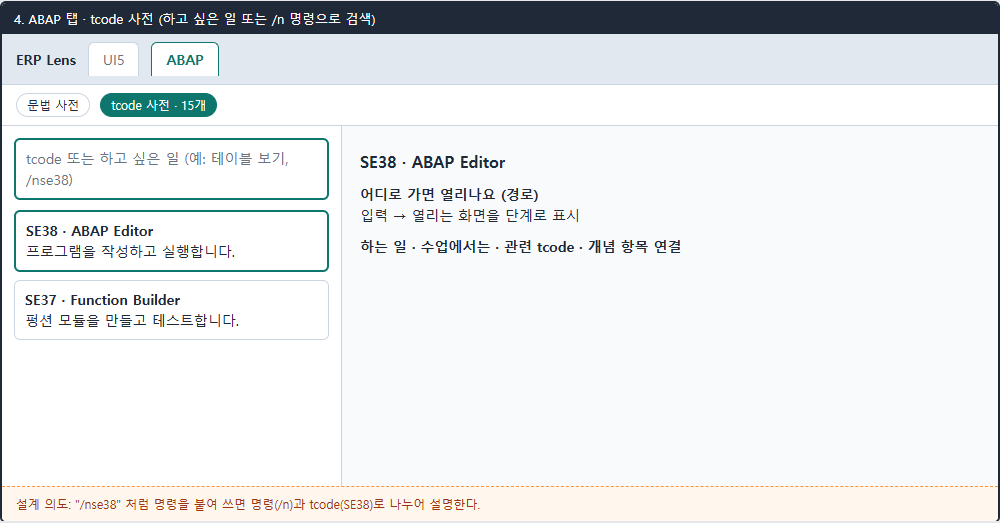 4. ABAP 탭 · tcode 사전 (하고 싶은 일 또는 /n 명령으로 검색)
ERP Lens
UI5
ABAP
문법 사전
tcode 사전 · 15개
tcode 또는 하고 싶은 일 (예: 테이블 보기,
/nse38)
SE38 · ABAP Editor
프로그램을 작성하고 실행합니다.
SE37 · Function Builder
펑션 모듈을 만들고 테스트합니다.
SE38 · ABAP Editor
어디로 가면 열리나요 (경로)
입력 → 열리는 화면을 단계로 표시
하는 일 · 수업에서는 · 관련 tcode · 개념 항목 연결
설계 의도: "/nse38" 처럼 명령을 붙여 쓰면 명령(/n)과 tcode(SE38)로 나누어 설명한다.